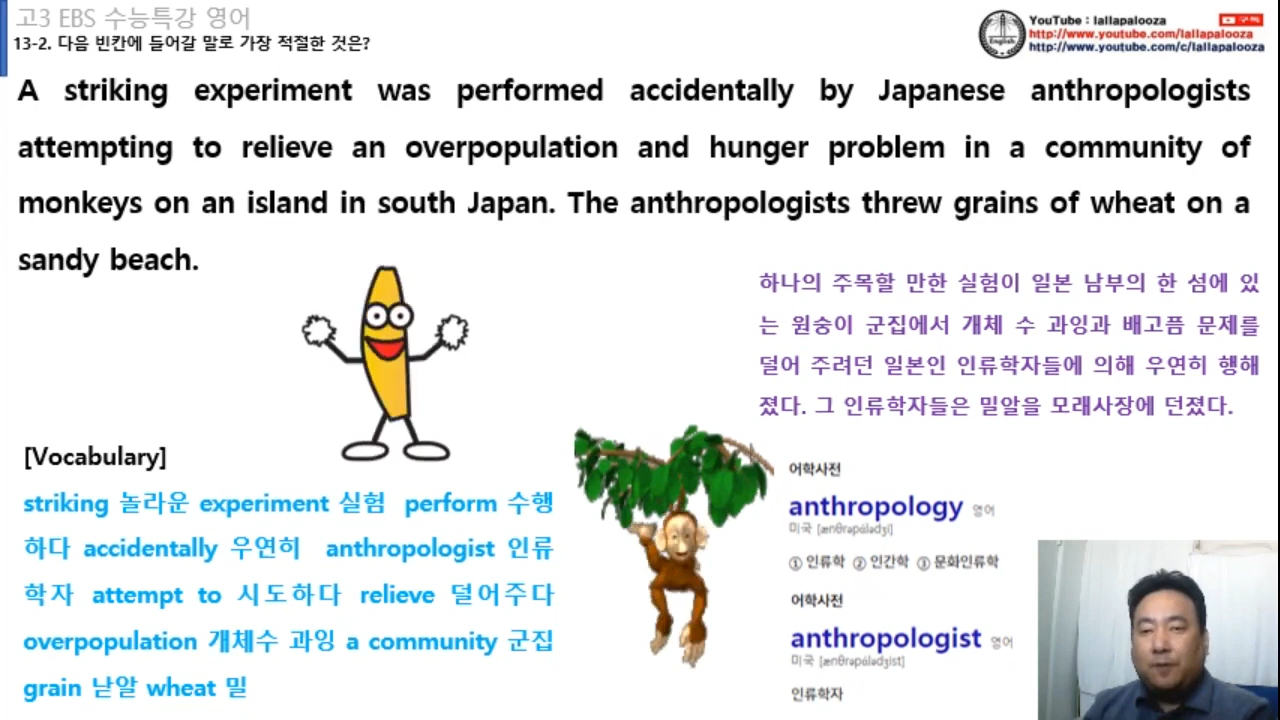 고3 EBS 수능특강 영어
13-2. 다음 빈칸에 들어갈 말로 가장 적절한 것은?
YouTube : lallapalooza
구독
http://www.youtube.com/lallapalooza
http://www.youtube.com/c/lallapalooza
English
A striking experiment was performed accidentally by Japanese anthropologists
attempting to relieve an overpopulation and hunger problem in a community of
monkeys on an island in south Japan. The anthropologists threw grains of wheat on a
sandy beach.
하나의 주목할 만한 실험이 일본 남부의 한 섬에 있
는 원숭이 군집에서 개체 수 과잉과 배고픔 문제를
덜어 주려던 일본인 인류학자들에 의해 우연히 행해
졌다. 그 인류학자들은 밀알을 모래사장에 던졌다.
[Vocabulary]
striking 놀라운 experiment 실험 perform 수행
하다 accidentally 우연히 anthropologist 인류
학자 attempt to 시도하다 relieve 덜어주다
overpopulation 개체수 과잉 a community 군집
grain 낟알 wheat 밀
어학사전
anthropology 영어
미국 [ænθrəpάlədʒi]
① 인류학 ② 인간학 ③ 문화인류학
어학사전
anthropologist 영어
미국 [ænθrəpάlədʒist]
인류학자